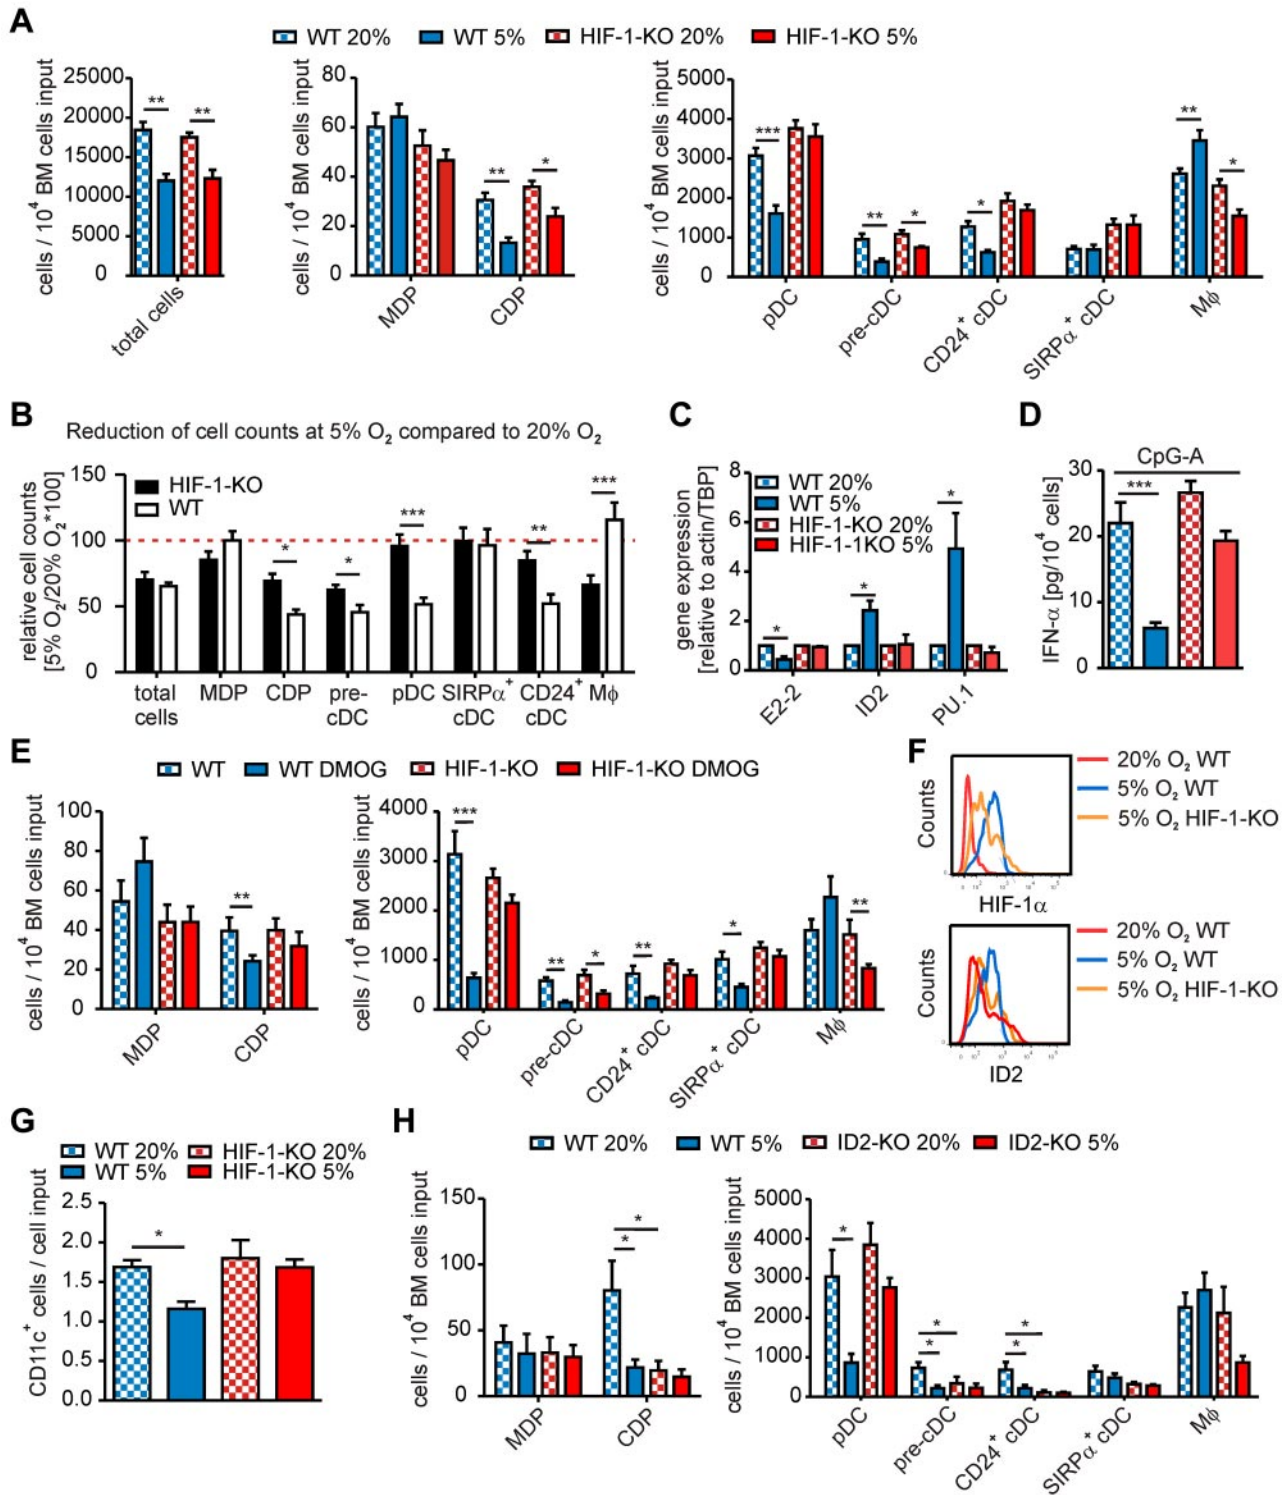 A
WT 20% WT 5% HIF-1-KO 20% HIF-1-KO 5%
cells / 10⁴ BM cells input
25000
20000
15000
10000
5000
0
** **
total cells
cells / 10⁴ BM cells input
80
60
40
20
0
** *
MDP CDP
cells / 10⁴ BM cells input
5000
4000
3000
2000
1000
0
*** ** * * ** *
pDC pre-cDC CD24⁺ cDC SIRPα⁺ cDC Mϕ
B
Reduction of cell counts at 5% O₂ compared to 20% O₂
relative cell counts
[5% O₂/20% O₂*100]
150
100
50
0
HIF-1-KO
WT
* * *** ** ***
total cells MDP CDP pre-cDC pDC SIRPα⁺ cDC CD24⁺ cDC Mϕ
C
gene expression
[relative to actin/TBP]
8
6
4
2
0
WT 20%
WT 5%
HIF-1-KO 20%
HIF-1-1KO 5%
* * *
E2-2 ID2 PU.1
D
CpG-A
IFN-α [pg/10⁴ cells]
30
20
10
0
***
E
WT WT DMOG HIF-1-KO HIF-1-KO DMOG
cells / 10⁴ BM cells input
100
80
60
40
20
0
**
MDP CDP
cells / 10⁴ BM cells input
4000
3000
2000
1000
0
*** ** * ** * **
pDC pre-cDC CD24⁺ cDC SIRPα⁺ cDC Mϕ
F
Counts
HIF-1α
20% O₂ WT
5% O₂ WT
5% O₂ HIF-1-KO
Counts
ID2
20% O₂ WT
5% O₂ WT
5% O₂ HIF-1-KO
G
WT 20% HIF-1-KO 20%
WT 5% HIF-1-KO 5%
CD11c⁺ cells / cell input
2.5
2.0
1.5
1.0
0.5
0.0
*
H
WT 20% WT 5% ID2-KO 20% ID2-KO 5%
cells / 10⁴ BM cells input
150
100
50
0
* *
MDP CDP
cells / 10⁴ BM cells input
5000
4000
3000
2000
1000
0
* * * * *
pDC pre-cDC CD24⁺ cDC SIRPα⁺ cDC Mϕ